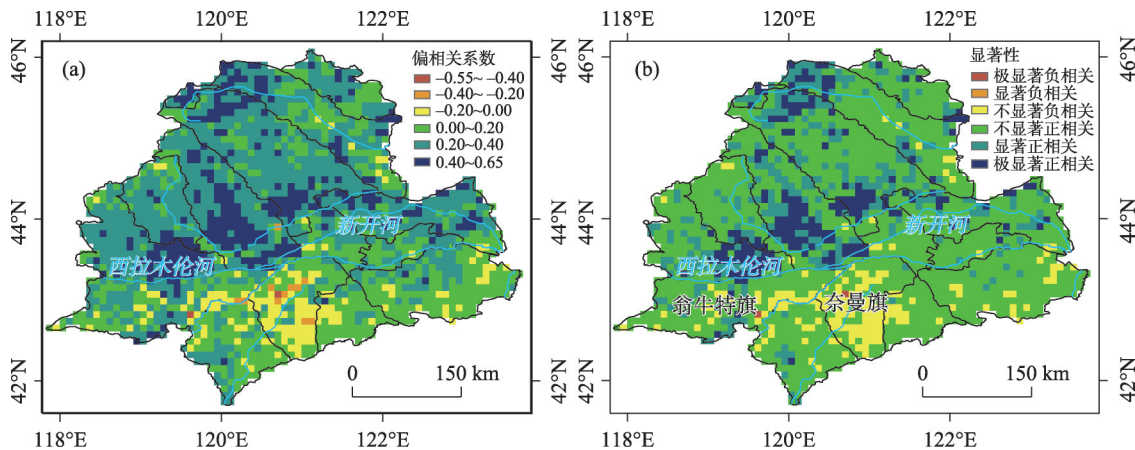 118°E 120°E 122°E
118°E 120°E 122°E
46°N
44°N
42°N
(a)
偏相关系数
−0.55~ −0.40
−0.40~ −0.20
−0.20~0.00
0.00~0.20
0.20~0.40
0.40~0.65
新开河
西拉木伦河
0 150 km
118°E 120°E 122°E
(b)
显著性
极显著负相关
显著负相关
不显著负相关
不显著正相关
显著正相关
极显著正相关
新开河
西拉木伦河
翁牛特旗 奈曼旗
0 150 km
46°N
44°N
42°N
118°E 120°E 122°E